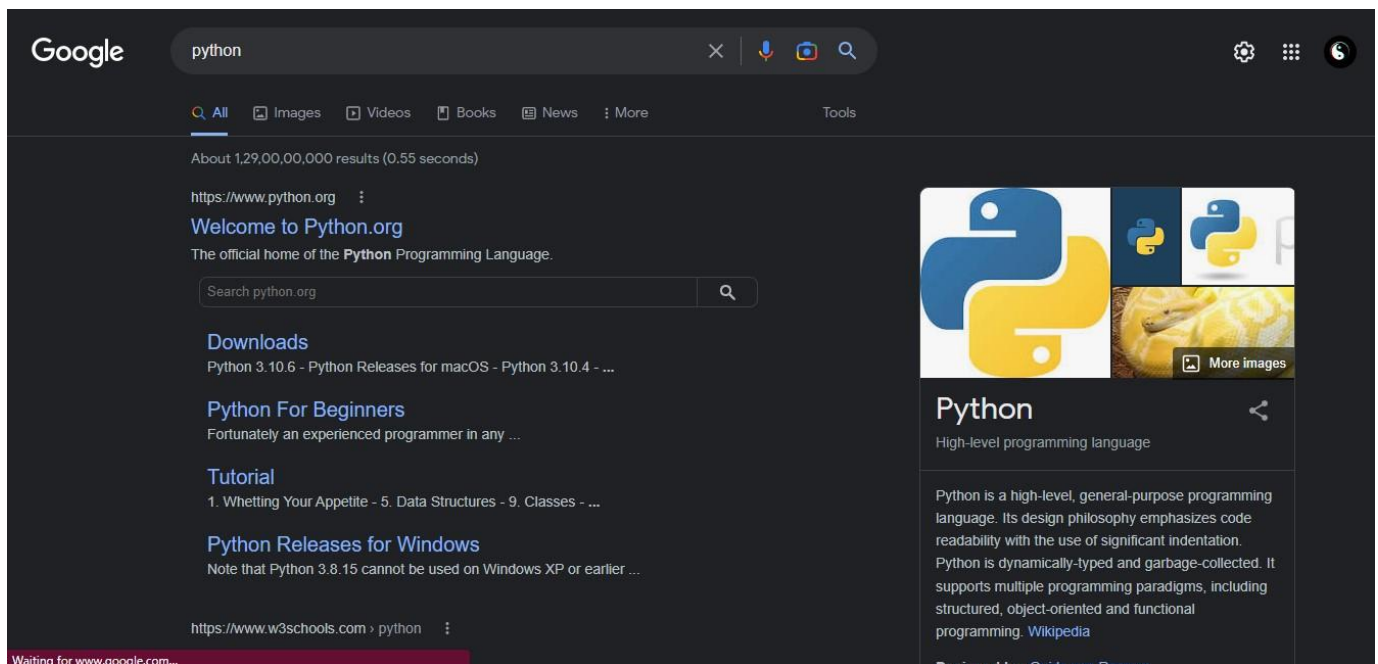 Google
python
All Images Videos Books News More Tools
About 1,29,00,00,000 results (0.55 seconds)
https://www.python.org
Welcome to Python.org
The official home of the Python Programming Language.
Search python.org
Downloads
Python 3.10.6 - Python Releases for macOS - Python 3.10.4 - ...
Python For Beginners
Fortunately an experienced programmer in any ...
Tutorial
1. Whetting Your Appetite - 5. Data Structures - 9. Classes - ...
Python Releases for Windows
Note that Python 3.8.15 cannot be used on Windows XP or earlier ...
https://www.w3schools.com › python
Waiting for www.google.com...
More images
Python
High-level programming language
Python is a high-level, general-purpose programming
language. Its design philosophy emphasizes code
readability with the use of significant indentation.
Python is dynamically-typed and garbage-collected. It
supports multiple programming paradigms, including
structured, object-oriented and functional
programming. Wikipedia